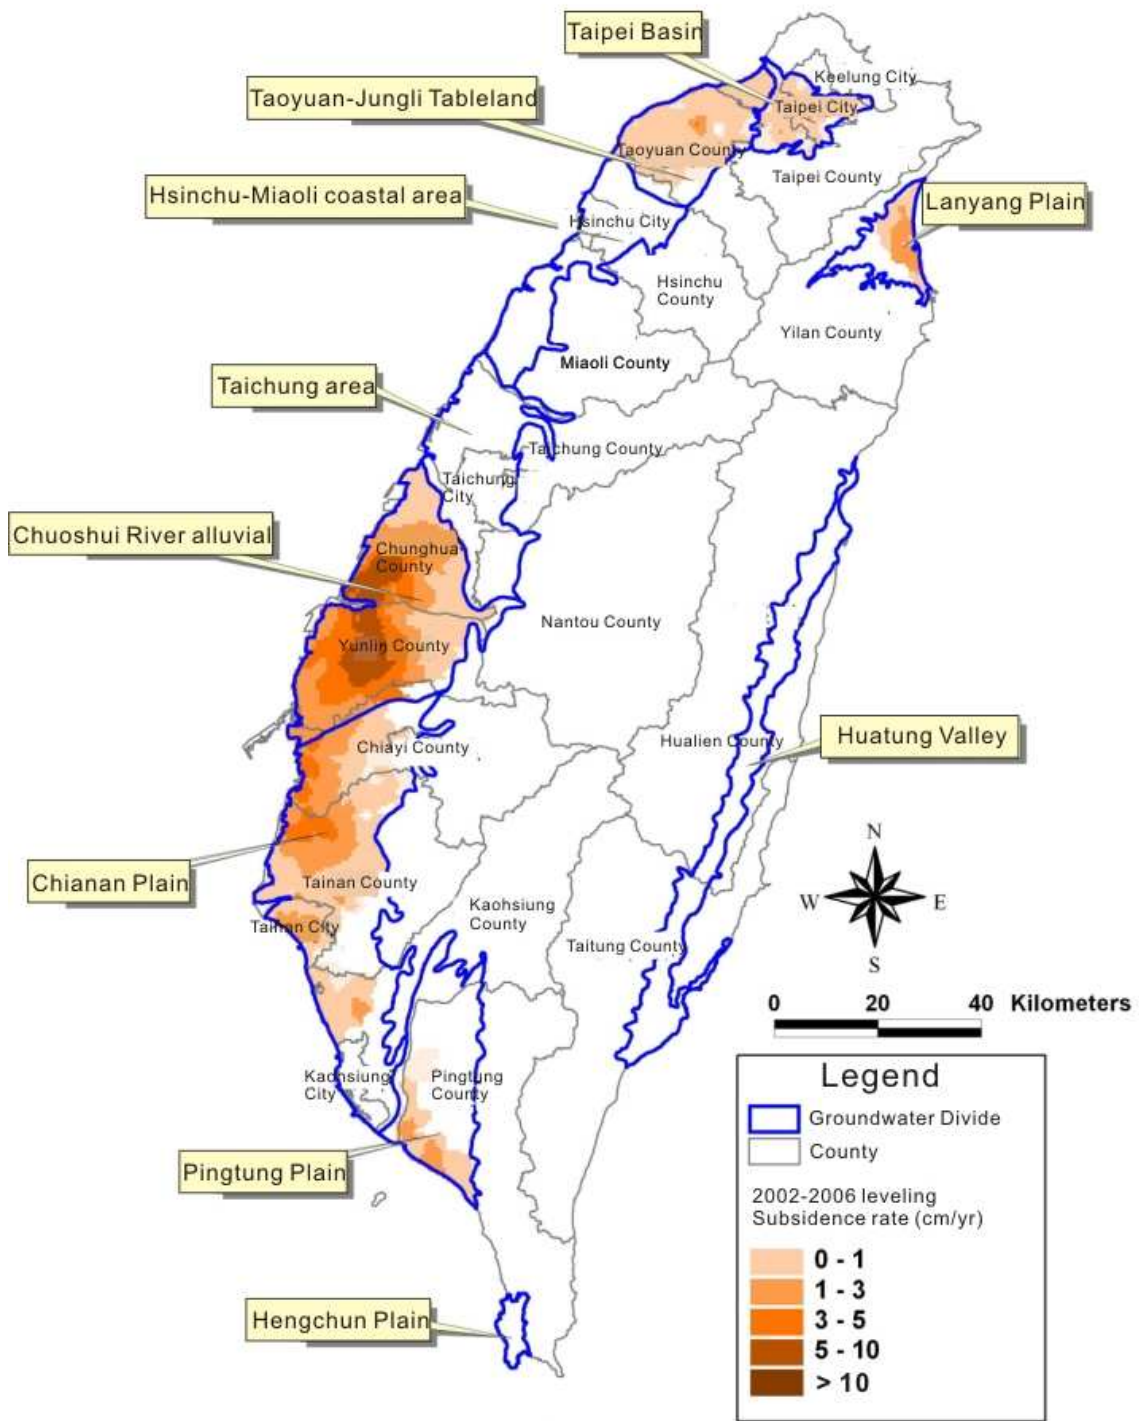 Taipei Basin
Keelung City
Taoyuan-Jungli Tableland
Taipei City
Taoyuan County
Taipei County
Hsinchu-Miaoli coastal area
Lanyang Plain
Hsinchu City
Hsinchu
County
Yilan County
Miaoli County
Taichung area
Taichung County
Taichung
City
Chuoshui River alluvial
Chunghua
County
Nantou County
Yunlin County
Huatung Valley
Hualien County
Chiayi County
Chianan Plain
Tainan County
Kaohsiung
County
Tainan City
Taitung County
N
W
E
S
0 20 40 Kilometers
Kaohsiung
City
Pingtung
County
Pingtung Plain
Hengchun Plain
Legend
Groundwater Divide
County
2002-2006 leveling
Subsidence rate (cm/yr)
0 - 1
1 - 3
3 - 5
5 - 10
> 10